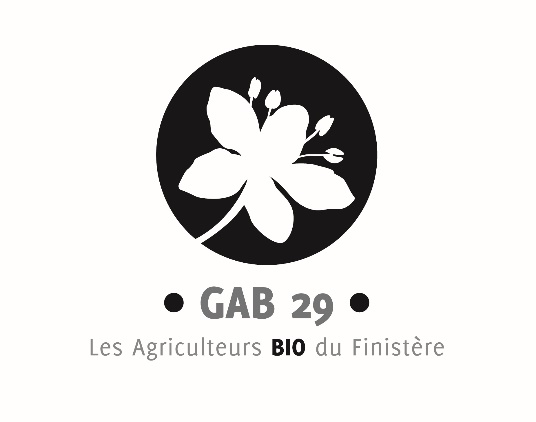 • GAB 29 •
Les Agriculteurs BIO du Finistère